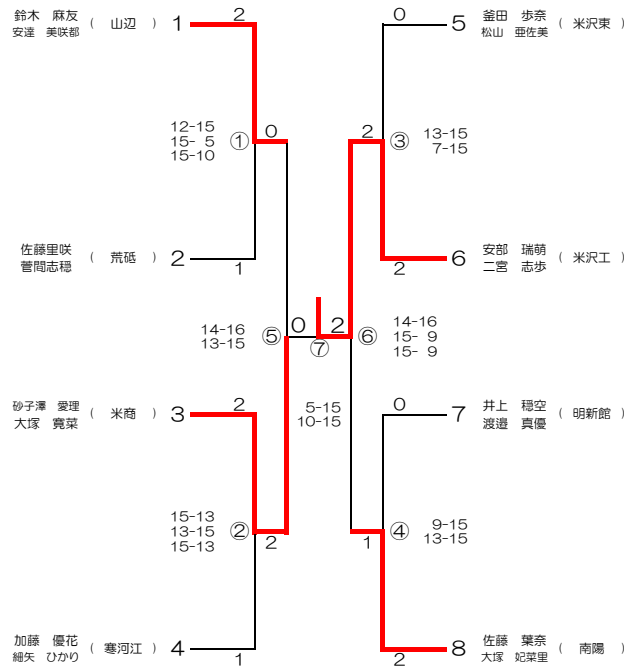 鈴木　麻友
安達　美咲都
( 山辺 )
1
2
12-15
15- 5
15-10
①
0
佐藤里咲
菅間志穏
( 荒砥 )
2
1
14-16
13-15
⑤
0
砂子澤　愛理
大塚　寛菜
( 米商 )
3
2
15-13
13-15
15-13
②
2
加藤　優花
細矢　ひかり
( 寒河江 )
4
1
⑦
5-15
10-15
0
5
釜田　歩奈
松山　亜佐美
( 米沢東 )
2
③
13-15
7-15
2
6
安部　瑞萌
二宮　志歩
( 米沢工 )
2
⑥
14-16
15- 9
15- 9
0
7
井上　穏空
渡邉　真優
( 明新館 )
1
④
9-15
13-15
2
8
佐藤　葉奈
大塚　妃菜里
( 南陽 )